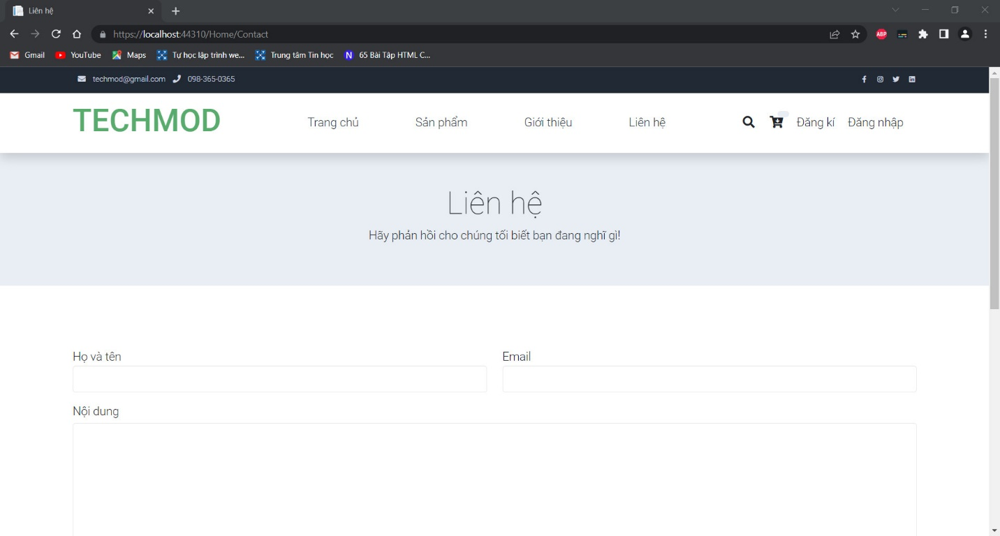 Liên hệ
https://localhost:44310/Home/Contact
ABP
Gmail YouTube Maps Tự học lập trình we... Trung tâm Tin học N 65 Bài Tập HTML C...
techmod@gmail.com 098-365-0365
TECHMOD Trang chủ Sản phẩm Giới thiệu Liên hệ Đăng kí Đăng nhập
Liên hệ
Hãy phản hồi cho chúng tối biết bạn đang nghĩ gì!
Họ và tên Email
Nội dung